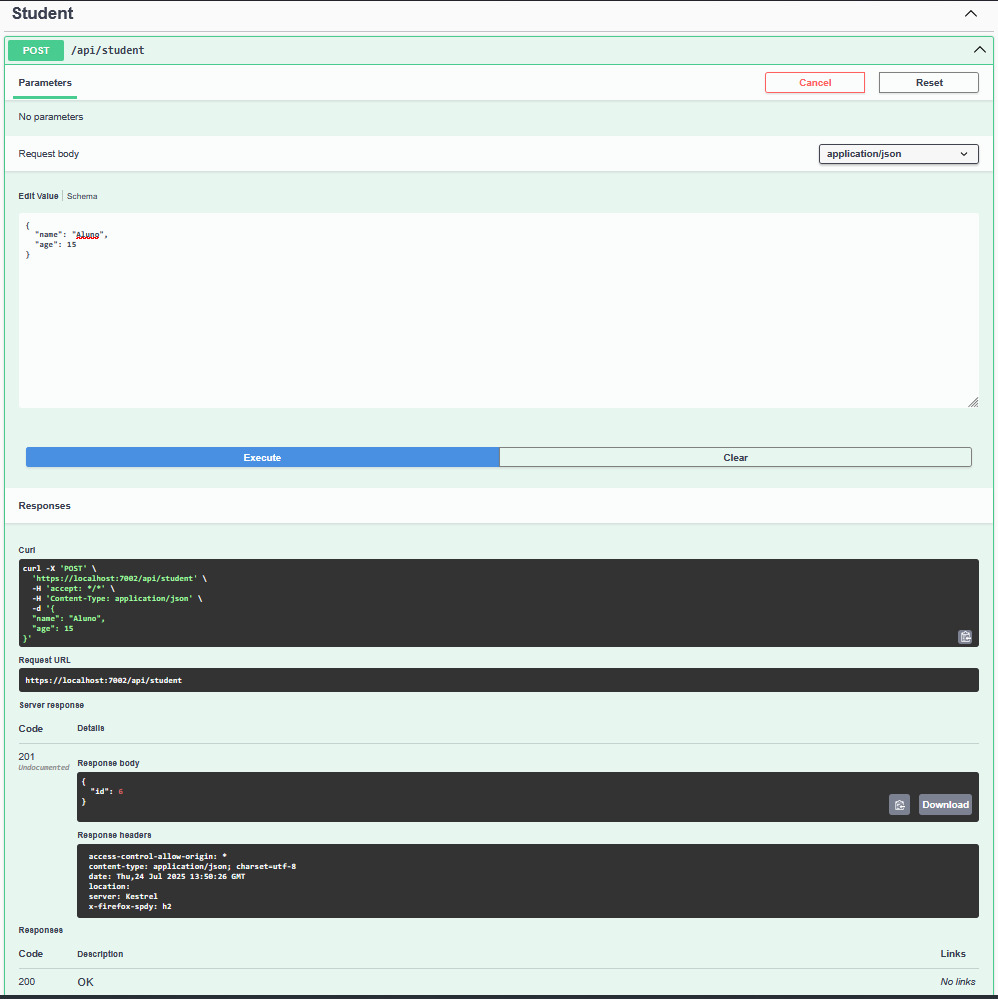 Student
POST /api/student
Parameters Cancel Reset
No parameters
Request body application/json
Edit Value Schema
{
  "name": "Aluno",
  "age": 15
}
Execute Clear
Responses
Curl
curl -X 'POST' \
  'https://localhost:7002/api/student' \
  -H 'accept: */*' \
  -H 'Content-Type: application/json' \
  -d '{
  "name": "Aluno",
  "age": 15
}'
Request URL
https://localhost:7002/api/student
Server response
Code Details
201
Undocumented
Response body
{
  "id": 6
}
Download
Response headers
access-control-allow-origin: *
content-type: application/json; charset=utf-8
date: Thu,24 Jul 2025 13:50:26 GMT
location:
server: Kestrel
x-firefox-spdy: h2
Responses
Code Description Links
200 OK No links